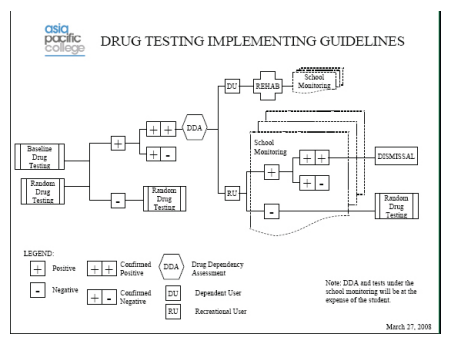 asia
pacific
college
DRUG TESTING IMPLEMENTING GUIDELINES
DU
REHAB
School
Monitoring
+
+ +
DDA
+ -
Baseline
Drug
Testing
Random
Drug
Testing
-
Random
Drug
Testing
School
Monitoring
RU
+
+ +
DISMISSAL
+ -
-
Random
Drug
Testing
LEGEND:
+ Positive
+ + Confirmed
Positive
DDA Drug Dependency
Assessment
- Negative
+ - Confirmed
Negative
DU Dependent User
RU Recreational User
Note: DDA and tests under the
school monitoring will be at the
expense of the student.
March 27, 2008